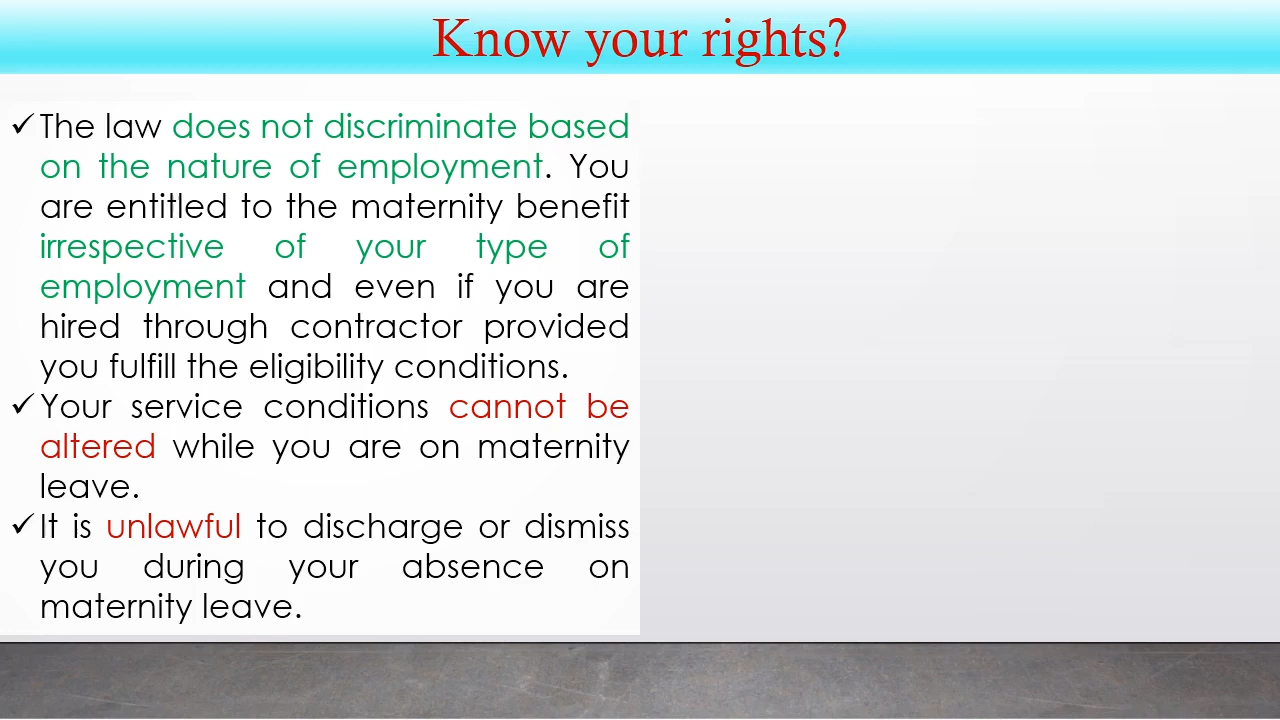 Know your rights?
✓The law does not discriminate based
on the nature of employment. You
are entitled to the maternity benefit
irrespective of your type of
employment and even if you are
hired through contractor provided
you fulfill the eligibility conditions.
✓Your service conditions cannot be
altered while you are on maternity
leave.
✓It is unlawful to discharge or dismiss
you during your absence on
maternity leave.